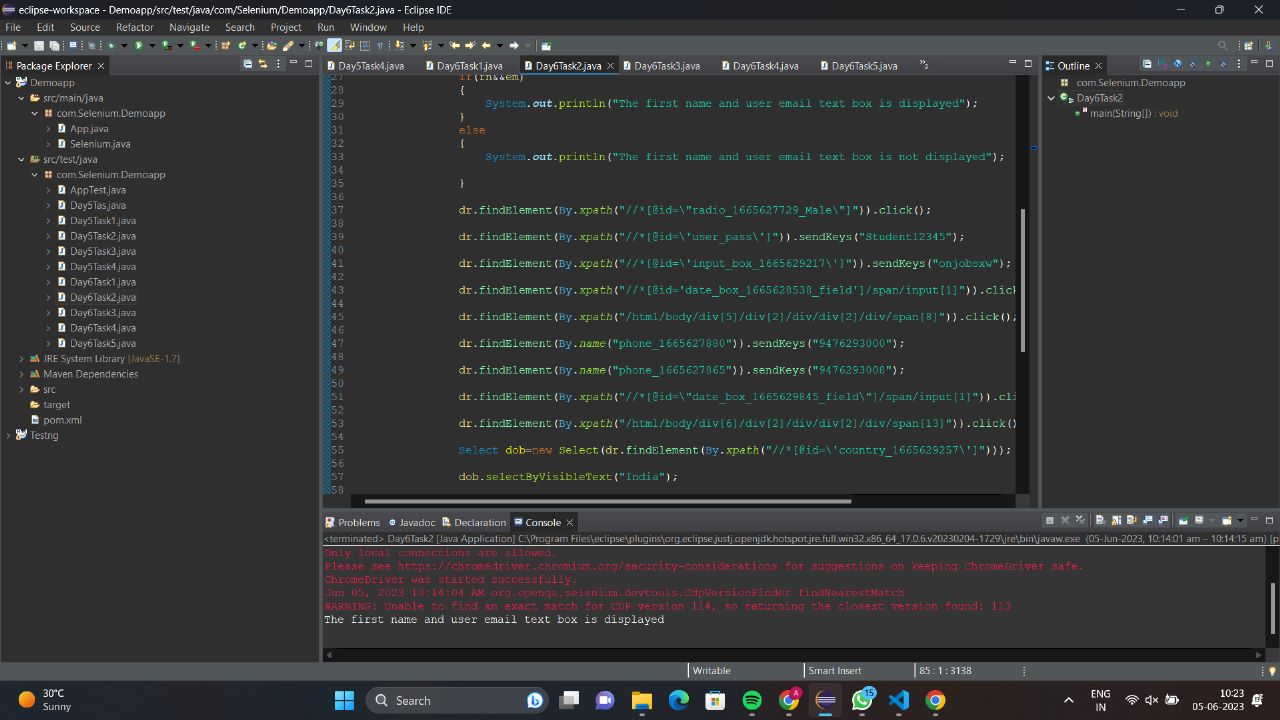 eclipse-workspace - Demoapp/src/test/java/com/Selenium/Demoapp/Day6Task2.java - Eclipse IDE
File Edit Source Refactor Navigate Search Project Run Window Help
Package Explorer
Demoapp
src/main/java
com.Selenium.Demoapp
App.java
Selenium.java
src/test/java
com.Selenium.Demoapp
AppTest.java
Day5Tas.java
Day5Task1.java
Day5Task2.java
Day5Task3.java
Day5Task4.java
Day6Task1.java
Day6Task2.java
Day6Task3.java
Day6Task4.java
Day6Task5.java
JRE System Library [JavaSE-1.7]
Maven Dependencies
src
target
pom.xml
Testng
Day5Task4.java Day6Task1.java Day6Task2.java Day6Task3.java Day6Task4.java Day6Task5.java
27 if(fn&&em)
28 {
29 System.out.println("The first name and user email text box is displayed");
30 }
31 else
32 {
33 System.out.println("The first name and user email text box is not displayed");
34
35 }
36
37 dr.findElement(By.xpath("//*[@id=\"radio_1665627729_Male\"]")).click();
38
39 dr.findElement(By.xpath("//*[@id=\'user_pass\']")).sendKeys("Student12345");
40
41 dr.findElement(By.xpath("//*[@id=\'input_box_1665629217\']")).sendKeys("onjobsxw");
42
43 dr.findElement(By.xpath("//*[@id='date_box_1665628538_field']/span/input[1]")).click
44
45 dr.findElement(By.xpath("/html/body/div[5]/div[2]/div/div[2]/div/span[8]")).click();
46
47 dr.findElement(By.name("phone_1665627880")).sendKeys("9476293000");
48
49 dr.findElement(By.name("phone_1665627865")).sendKeys("9476293008");
50
51 dr.findElement(By.xpath("//*[@id=\"date_box_1665629845_field\"]/span/input[1]")).cli
52
53 dr.findElement(By.xpath("/html/body/div[6]/div[2]/div/div[2]/div/span[13]")).click()
54
55 Select dob=new Select(dr.findElement(By.xpath("//*[@id=\'country_1665629257\']")));
56
57 dob.selectByVisibleText("India");
58
Outline
com.Selenium.Demoapp
Day6Task2
main(String[]) : void
Problems Javadoc Declaration Console
<terminated> Day6Task2 [Java Application] C:\Program Files\eclipse\plugins\org.eclipse.justj.openjdk.hotspot.jre.full.win32.x86_64_17.0.6.v20230204-1729\jre\bin\javaw.exe (05-Jun-2023, 10:14:01 am – 10:14:15 am) [p
Only local connections are allowed.
Please see https://chromedriver.chromium.org/security-considerations for suggestions on keeping ChromeDriver safe.
ChromeDriver was started successfully.
Jun 05, 2023 10:14:04 AM org.openqa.selenium.devtools.CdpVersionFinder findNearestMatch
WARNING: Unable to find an exact match for CDP version 114, so returning the closest version found: 113
The first name and user email text box is displayed
Writable Smart Insert 85 : 1 : 3138
30°C
Sunny
Search
15
ENG
IN
10:23
05-06-2023